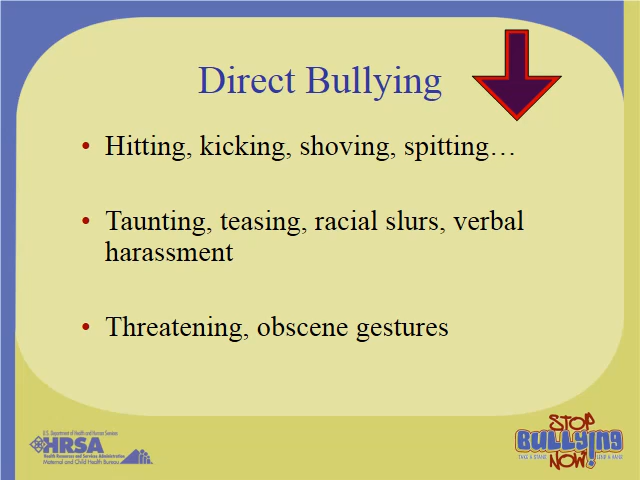 Direct Bullying
• Hitting, kicking, shoving, spitting…
• Taunting, teasing, racial slurs, verbal
harassment
• Threatening, obscene gestures
U.S. Department of Health and Human Services
HRSA
Health Resources and Services Administration
Maternal and Child Health Bureau
STOP
BULLYING
NOW!
TAKE A STAND. LEND A HAND.